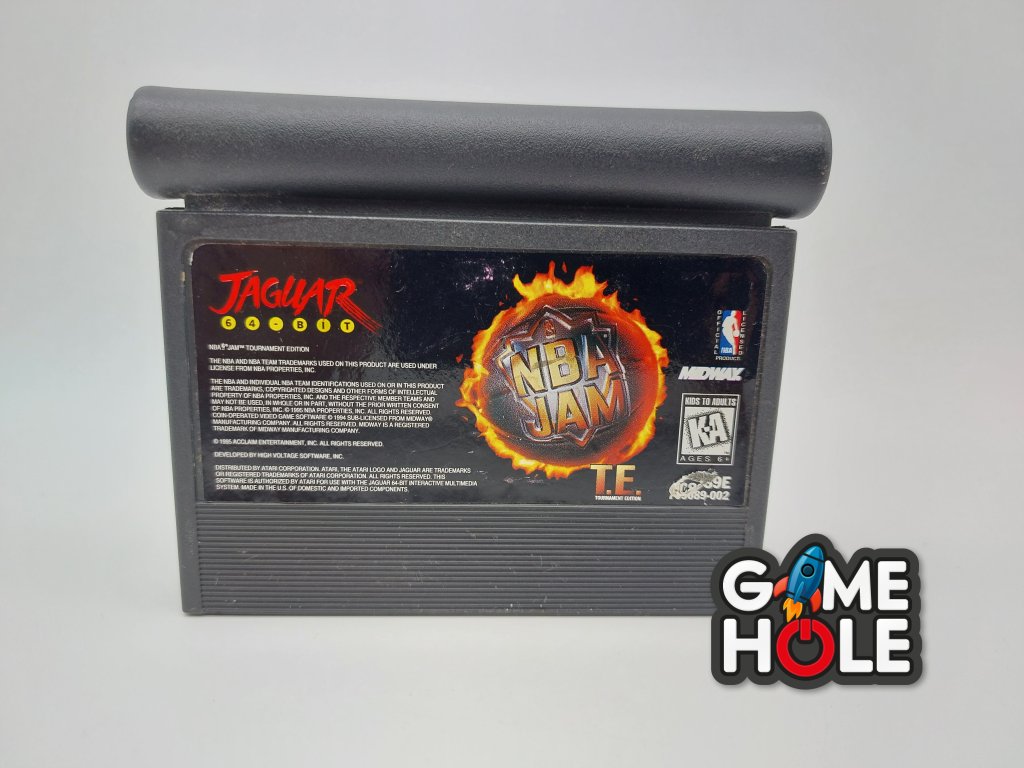 JAGUAR
64-BIT
NBA JAM™ TOURNAMENT EDITION
THE NBA AND NBA TEAM TRADEMARKS USED ON THIS PRODUCT ARE USED UNDER
LICENSE FROM NBA PROPERTIES, INC.
THE NBA AND INDIVIDUAL NBA TEAM IDENTIFICATIONS USED ON OR IN THIS PRODUCT
ARE TRADEMARKS, COPYRIGHTED DESIGNS AND OTHER FORMS OF INTELLECTUAL
PROPERTY OF NBA PROPERTIES, INC. AND THE RESPECTIVE MEMBER TEAMS AND
MAY NOT BE USED, IN WHOLE OR IN PART, WITHOUT THE PRIOR WRITTEN CONSENT
OF NBA PROPERTIES, INC. © 1995 NBA PROPERTIES, INC. ALL RIGHTS RESERVED.
COIN-OPERATED VIDEO GAME SOFTWARE © 1994 SUB-LICENSED FROM MIDWAY®
MANUFACTURING COMPANY. ALL RIGHTS RESERVED. MIDWAY IS A REGISTERED
TRADEMARK OF MIDWAY MANUFACTURING COMPANY.
© 1995 ACCLAIM ENTERTAINMENT, INC. ALL RIGHTS RESERVED.
DEVELOPED BY HIGH VOLTAGE SOFTWARE, INC.
DISTRIBUTED BY ATARI CORPORATION. ATARI, THE ATARI LOGO AND JAGUAR ARE TRADEMARKS
OR REGISTERED TRADEMARKS OF ATARI CORPORATION. ALL RIGHTS RESERVED. THIS
SOFTWARE IS AUTHORIZED BY ATARI FOR USE WITH THE JAGUAR 64-BIT INTERACTIVE MULTIMEDIA
SYSTEM. MADE IN THE U.S. OF DOMESTIC AND IMPORTED COMPONENTS.
NBA
JAM
T.E.
TOURNAMENT EDITION
OFFICIAL LICENSED
NBA
PRODUCT
MIDWAY
KIDS TO ADULTS
KA
AGES 6+
GAME
HOLE